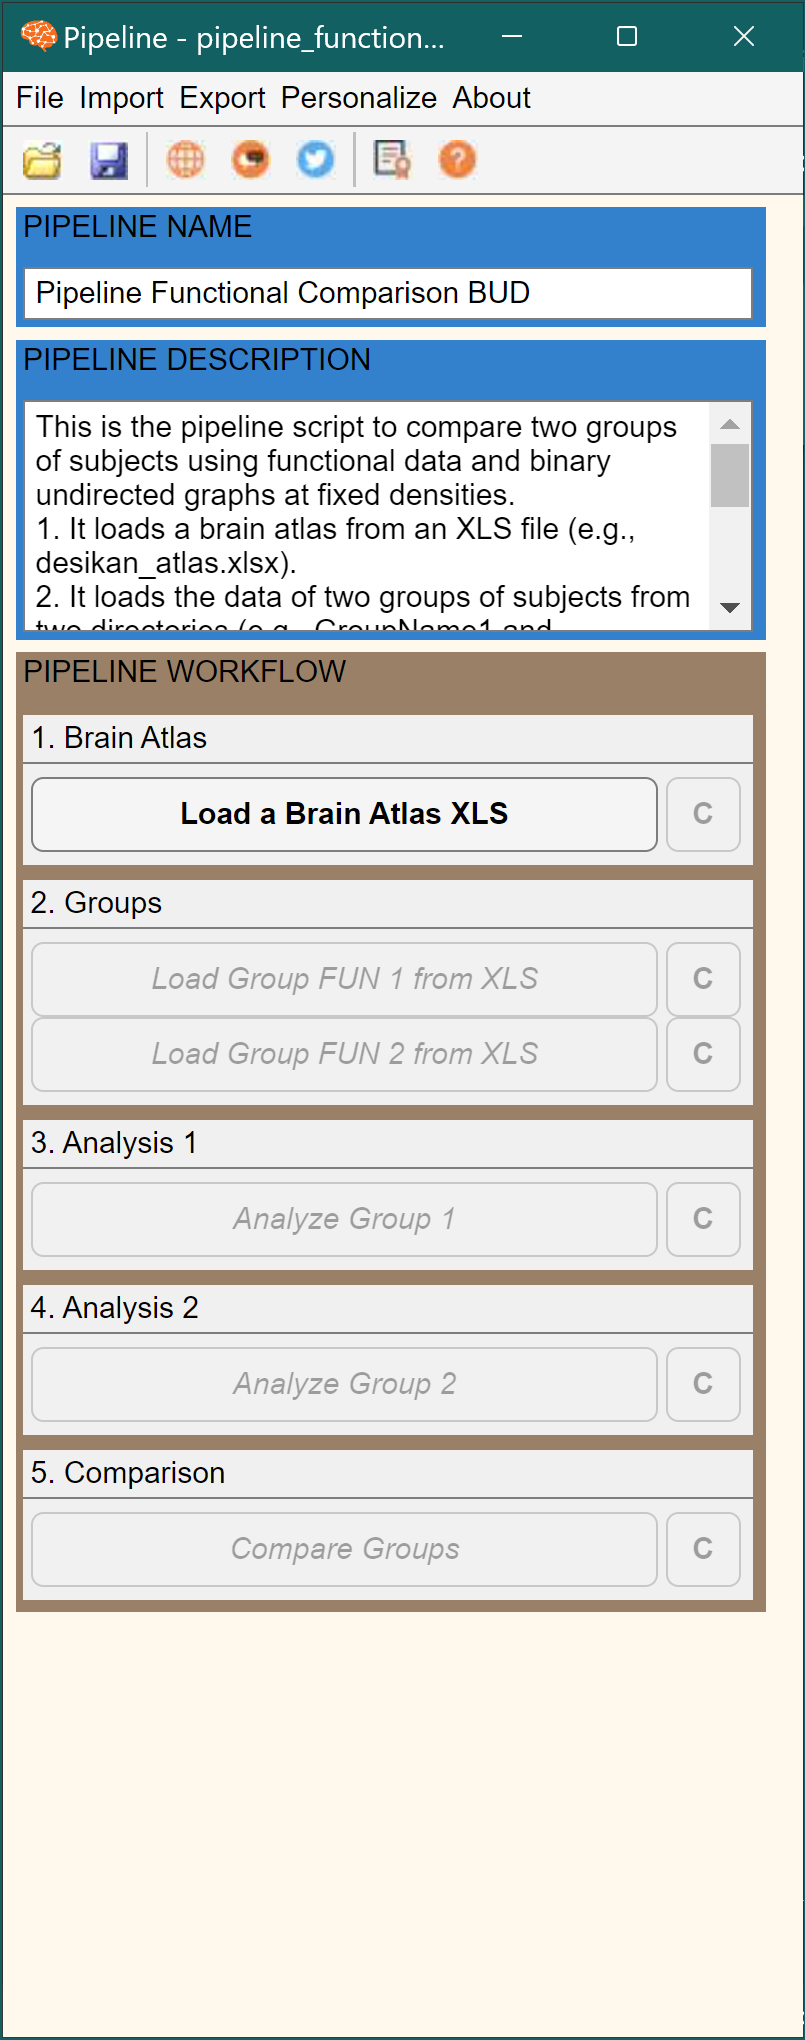 Pipeline - pipeline_function...
File Import Export Personalize About
PIPELINE NAME
Pipeline Functional Comparison BUD
PIPELINE DESCRIPTION
This is the pipeline script to compare two groups
of subjects using functional data and binary
undirected graphs at fixed densities.
1. It loads a brain atlas from an XLS file (e.g.,
desikan_atlas.xlsx).
2. It loads the data of two groups of subjects from
two directories (e.g., GroupName1 and
PIPELINE WORKFLOW
1. Brain Atlas
Load a Brain Atlas XLS C
2. Groups
Load Group FUN 1 from XLS C
Load Group FUN 2 from XLS C
3. Analysis 1
Analyze Group 1 C
4. Analysis 2
Analyze Group 2 C
5. Comparison
Compare Groups C